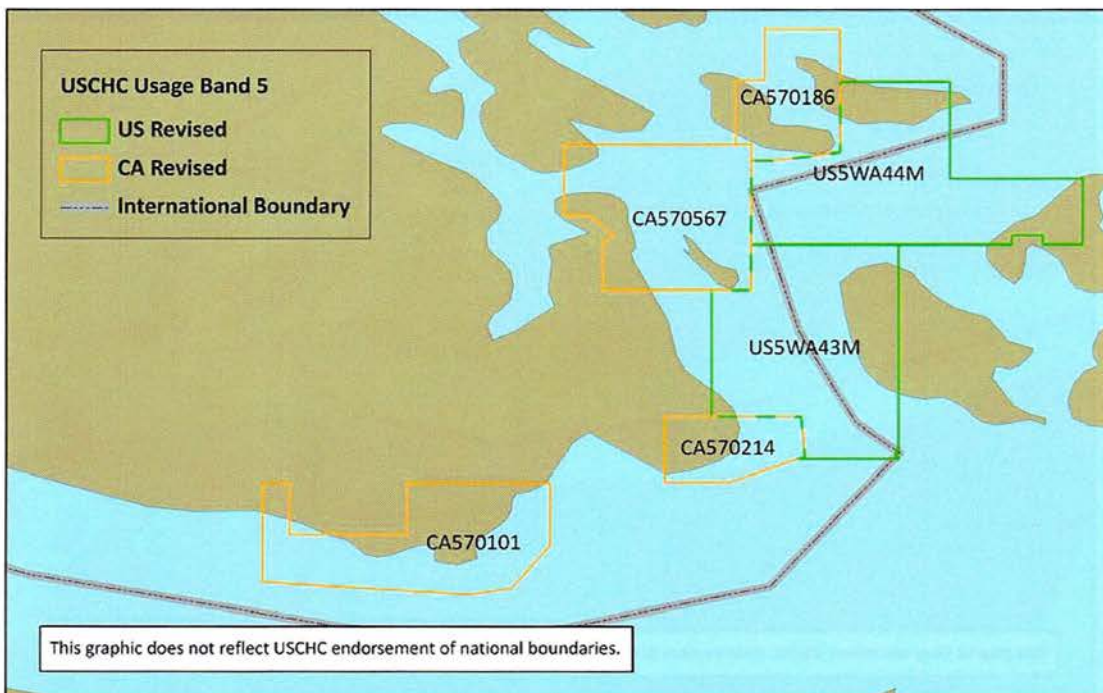 USCHC Usage Band 5
US Revised
CA Revised
International Boundary
CA570186
US5WA44M
CA570567
US5WA43M
CA570214
CA570101
This graphic does not reflect USCHC endorsement of national boundaries.